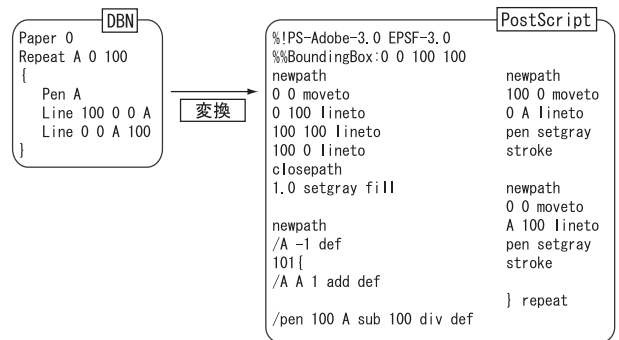 DBN
Paper 0
Repeat A 0 100
{
Pen A
Line 100 0 0 A
Line 0 0 A 100
}
変換
PostScript
%!PS-Adobe-3.0 EPSF-3.0
%%BoundingBox:0 0 100 100
newpath
0 0 moveto
0 100 lineto
100 100 lineto
100 0 lineto
closepath
1.0 setgray fill
newpath
/A -1 def
101{
/A A 1 add def
/pen 100 A sub 100 div def
newpath
100 0 moveto
0 A lineto
pen setgray
stroke
newpath
0 0 moveto
A 100 lineto
pen setgray
stroke
} repeat